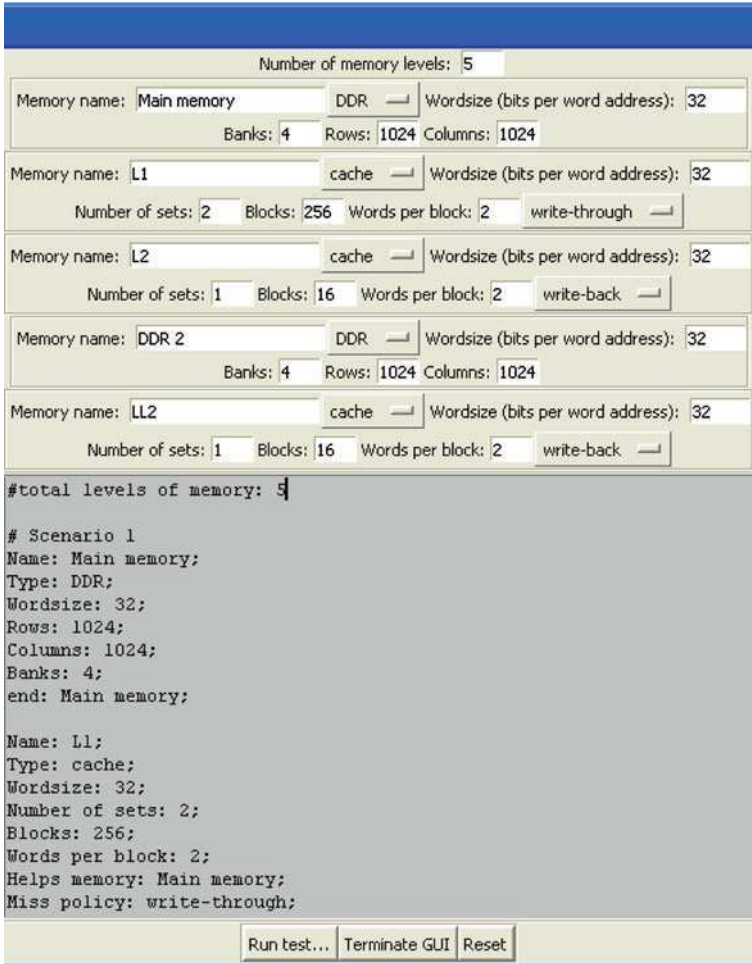 Number of memory levels: 5
Memory name: Main memory DDR Wordsize (bits per word address): 32
Banks: 4 Rows: 1024 Columns: 1024
Memory name: L1 cache Wordsize (bits per word address): 32
Number of sets: 2 Blocks: 256 Words per block: 2 write-through
Memory name: L2 cache Wordsize (bits per word address): 32
Number of sets: 1 Blocks: 16 Words per block: 2 write-back
Memory name: DDR 2 DDR Wordsize (bits per word address): 32
Banks: 4 Rows: 1024 Columns: 1024
Memory name: LL2 cache Wordsize (bits per word address): 32
Number of sets: 1 Blocks: 16 Words per block: 2 write-back
#total levels of memory: 5
# Scenario 1
Name: Main memory;
Type: DDR;
Wordsize: 32;
Rows: 1024;
Columns: 1024;
Banks: 4;
end: Main memory;
Name: L1;
Type: cache;
Wordsize: 32;
Number of sets: 2;
Blocks: 256;
Words per block: 2;
Helps memory: Main memory;
Miss policy: write-through;
Run test... Terminate GUI Reset